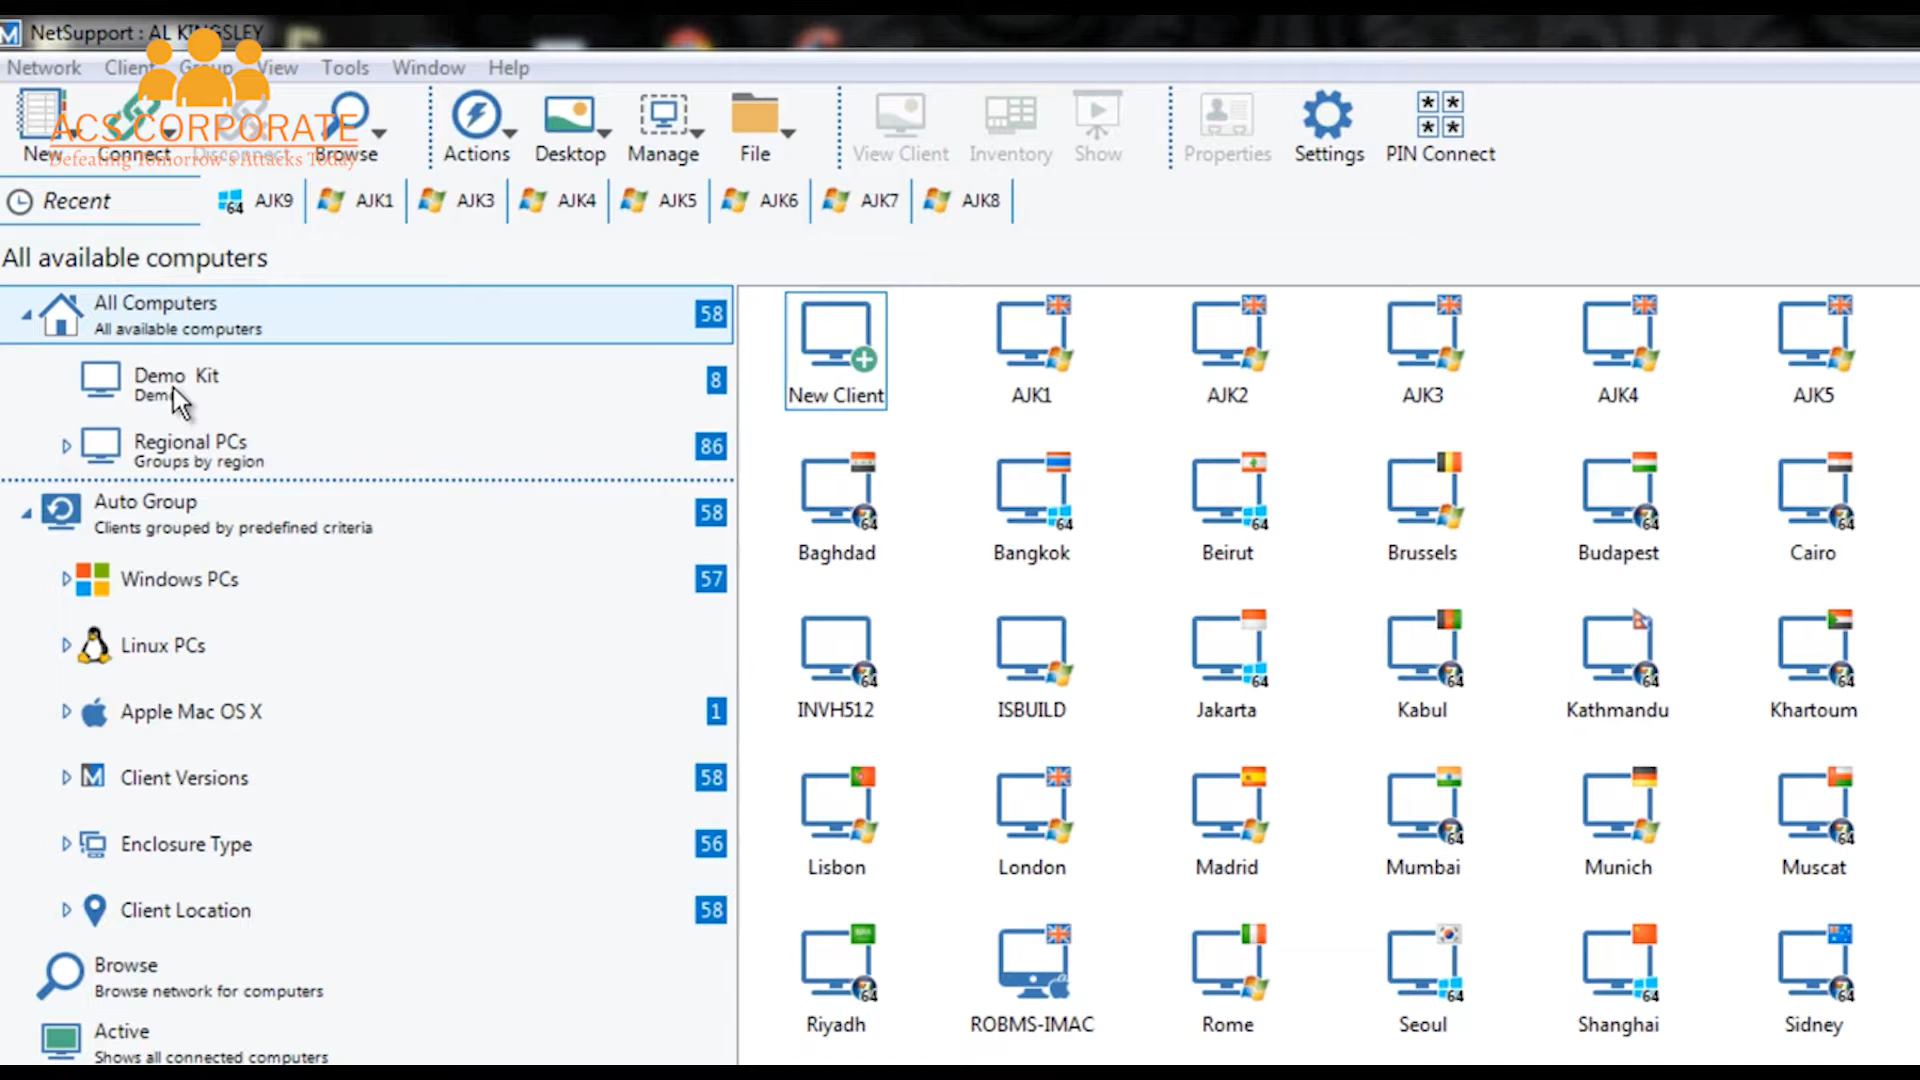 NetSupport : AL KINGSLEY
Network Client Group View Tools Window Help
ACS CORPORATE
Defeating Tomorrow's Attacks Today
New Connect Disconnect Browse Actions Desktop Manage File View Client Inventory Show Properties Settings PIN Connect
Recent AJK9 AJK1 AJK3 AJK4 AJK5 AJK6 AJK7 AJK8
All available computers
All Computers 58
All available computers
Demo Kit 8
Regional PCs 86
Groups by region
Auto Group 58
Clients grouped by predefined criteria
Windows PCs 57
Linux PCs
Apple Mac OS X 1
Client Versions 58
Enclosure Type 56
Client Location 58
Browse
Browse network for computers
Active
Shows all connected computers
New Client AJK1 AJK2 AJK3 AJK4 AJK5
Baghdad Bangkok Beirut Brussels Budapest Cairo
INVH512 ISBUILD Jakarta Kabul Kathmandu Khartoum
Lisbon London Madrid Mumbai Munich Muscat
Riyadh ROBMS-IMAC Rome Seoul Shanghai Sidney